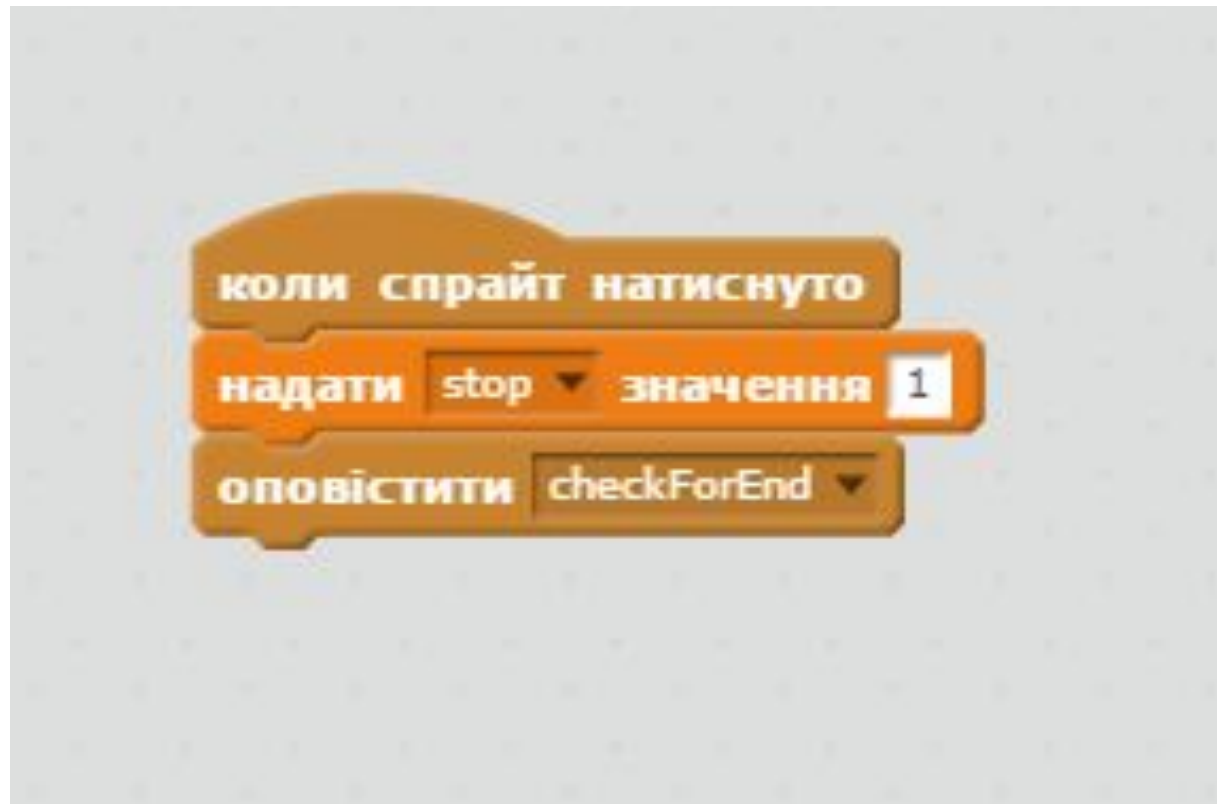 коли спрайт натиснуто
надати stop значення 1
оповістити checkForEnd